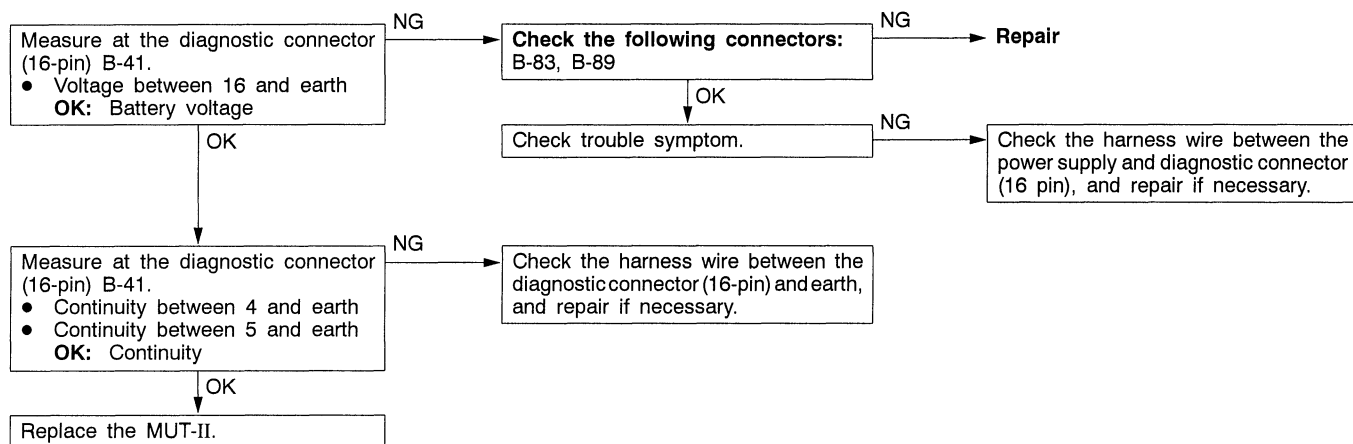 Measure at the diagnostic connector
(16-pin) B-41.
● Voltage between 16 and earth
OK: Battery voltage
NG
Check the following connectors:
B-83, B-89
NG
Repair
OK
Check trouble symptom.
NG
Check the harness wire between the
power supply and diagnostic connector
(16 pin), and repair if necessary.
OK
Measure at the diagnostic connector
(16-pin) B-41.
● Continuity between 4 and earth
● Continuity between 5 and earth
OK: Continuity
NG
Check the harness wire between the
diagnostic connector (16-pin) and earth,
and repair if necessary.
OK
Replace the MUT-II.